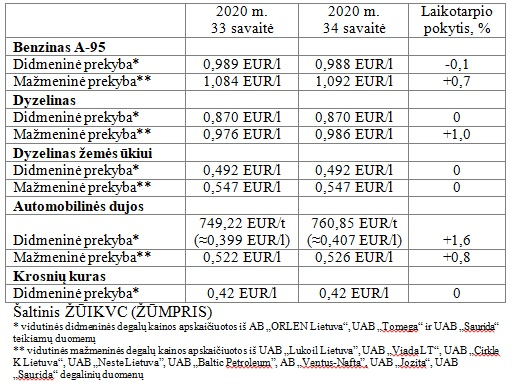 2020 m. 2020 m. Laikotarpio
33 savaitė 34 savaitė pokytis, %
Benzinas A-95
Didmeninė prekyba* 0,989 EUR/l 0,988 EUR/l -0,1
Mažmeninė prekyba** 1,084 EUR/l 1,092 EUR/l +0,7
Dyzelinas
Didmeninė prekyba* 0,870 EUR/l 0,870 EUR/l 0
Mažmeninė prekyba** 0,976 EUR/l 0,986 EUR/l +1,0
Dyzelinas žemės ūkiui
Didmeninė prekyba* 0,492 EUR/l 0,492 EUR/l 0
Mažmeninė prekyba** 0,547 EUR/l 0,547 EUR/l 0
Automobilinės dujos
749,22 EUR/t 760,85 EUR/t
Didmeninė prekyba* (≈0,399 EUR/l) (≈0,407 EUR/l) +1,6
Mažmeninė prekyba** 0,522 EUR/l 0,526 EUR/l +0,8
Krosnių kuras
Didmeninė prekyba* 0,42 EUR/l 0,42 EUR/l 0
Šaltinis ŽŪIKVC (ŽŪMPRIS)
* vidutinės didmeninės degalų kainos apskaičiuotos iš AB „ORLEN Lietuva“, UAB „Tomega“ ir UAB „Saurida“
teikiamų duomenų
** vidutinės mažmeninės degalų kainos apskaičiuotos iš UAB „Lukoil Lietuva”, UAB „Viada LT“, UAB „Cirkle
K Lietuva“, UAB „Neste Lietuva”, UAB „Baltic Petroleum”, AB „Ventus-Nafta”, UAB „Jozita”, UAB
„Saurida“ degalinių duomenų